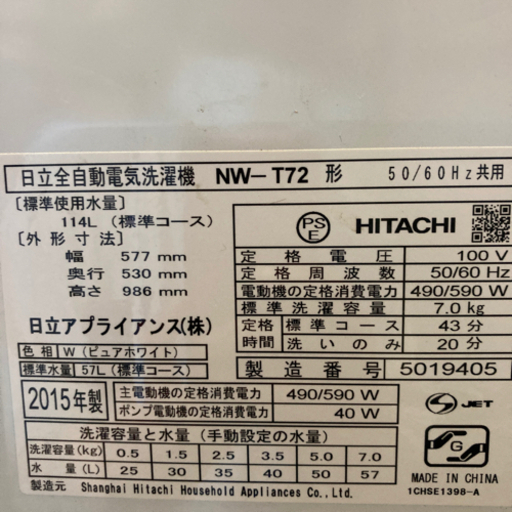 日立全自動電気洗濯機 NW-T72 形 50/60Hz共用
〔標準使用水量〕
114L (標準コース)
〔外形寸法〕
幅 577 mm
奥行 530 mm
高さ 986 mm
日立アプライアンス(株)
色相 W (ピュアホワイト)
標準水量 57L (標準コース)
PS
E
HITACHI
定格電圧 100 V
定格周波数 50/60 Hz
電動機の定格消費電力 490/590 W
標準洗濯容量 7.0 kg
定格時間 標準コース 43 分
洗いのみ 20 分
製造番号 5019405
2015年製
主電動機の定格消費電力 490/590 W
ポンプ電動機の定格消費電力 40 W
S JET
洗濯容量と水量 (手動設定の水量)
洗濯容量(kg) 0.5 1.5 2.5 3.5 5.0 7.0
水量(L) 25 30 35 40 50 57
製造元 Shanghai Hitachi Household Appliances Co.,Ltd.
G
MADE IN CHINA
1CHSE1398-A